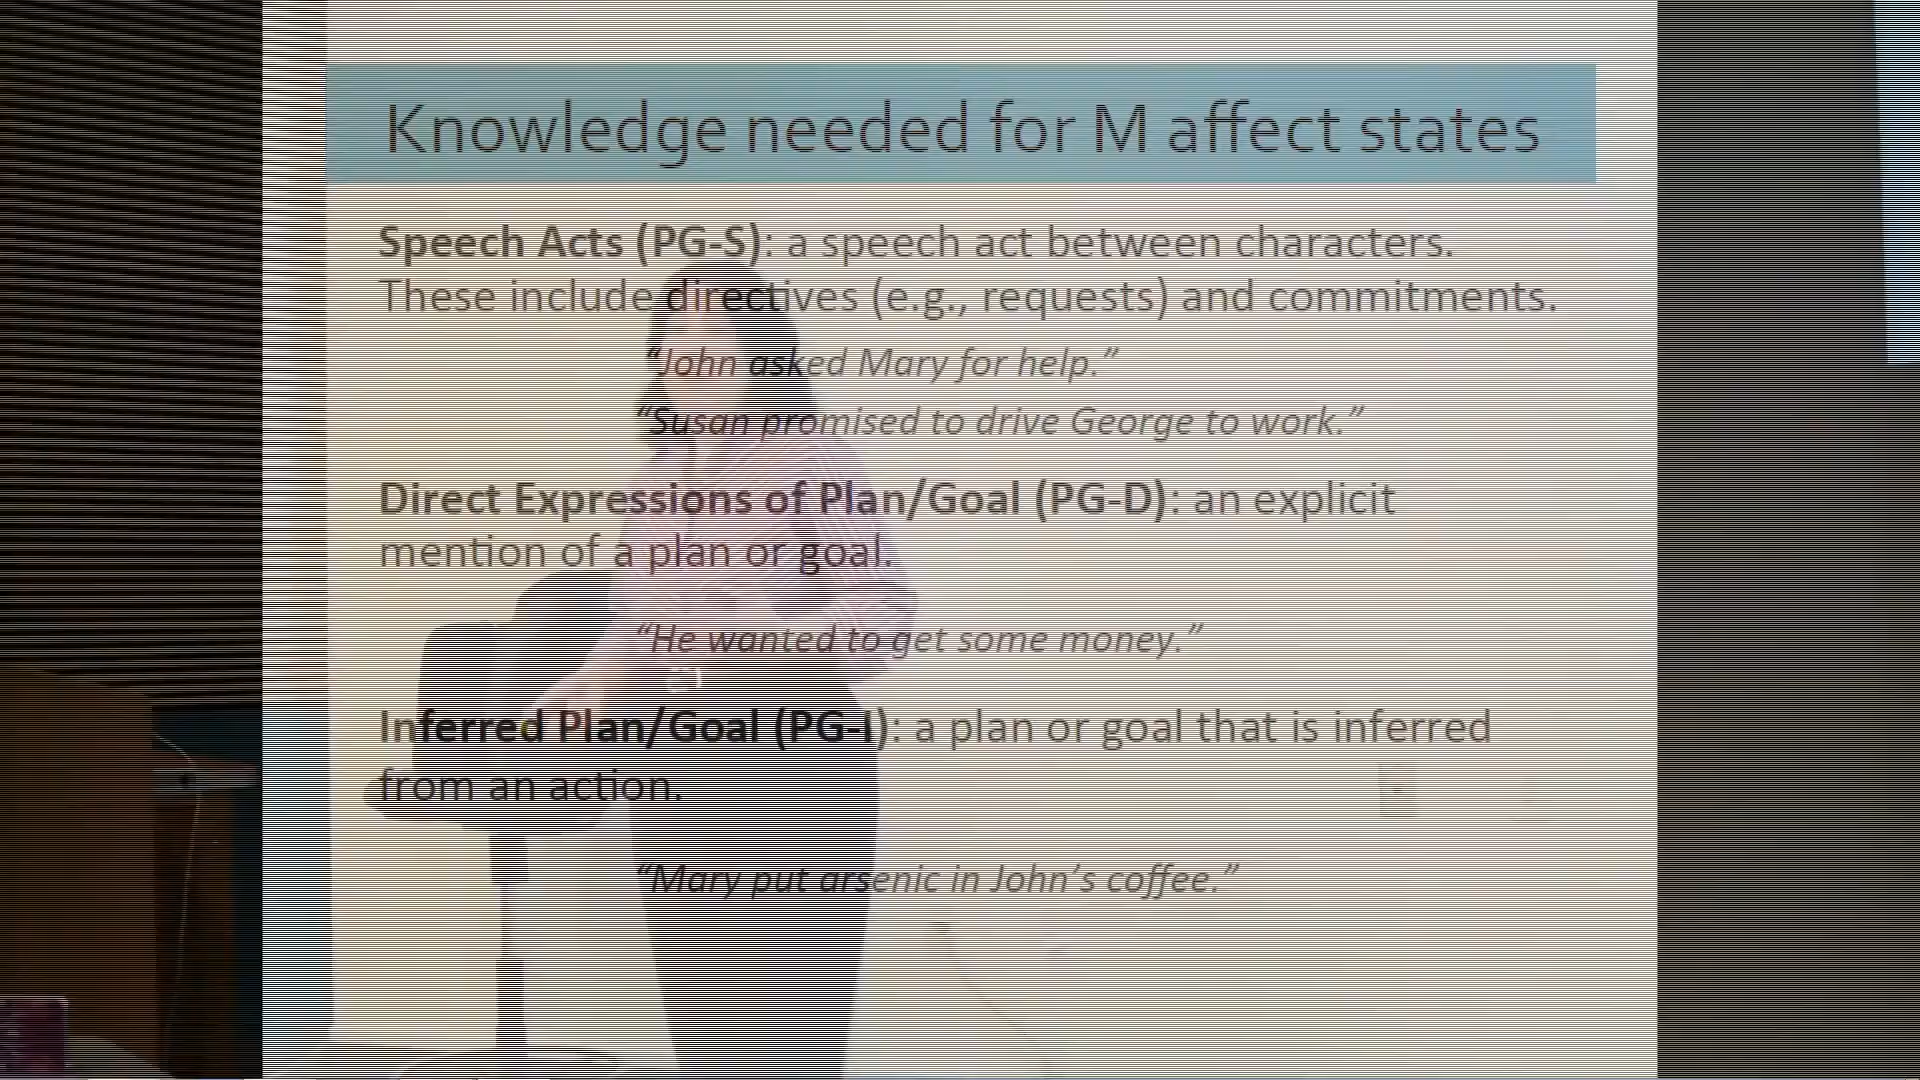 Knowledge needed for M affect states
Speech Acts (PG-S): a speech act between characters.
These include directives (e.g., requests) and commitments.
“John asked Mary for help.”
“Susan promised to drive George to work.”
Direct Expressions of Plan/Goal (PG-D): an explicit
mention of a plan or goal.
“He wanted to get some money.”
Inferred Plan/Goal (PG-I): a plan or goal that is inferred
from an action.
“Mary put arsenic in John’s coffee.”